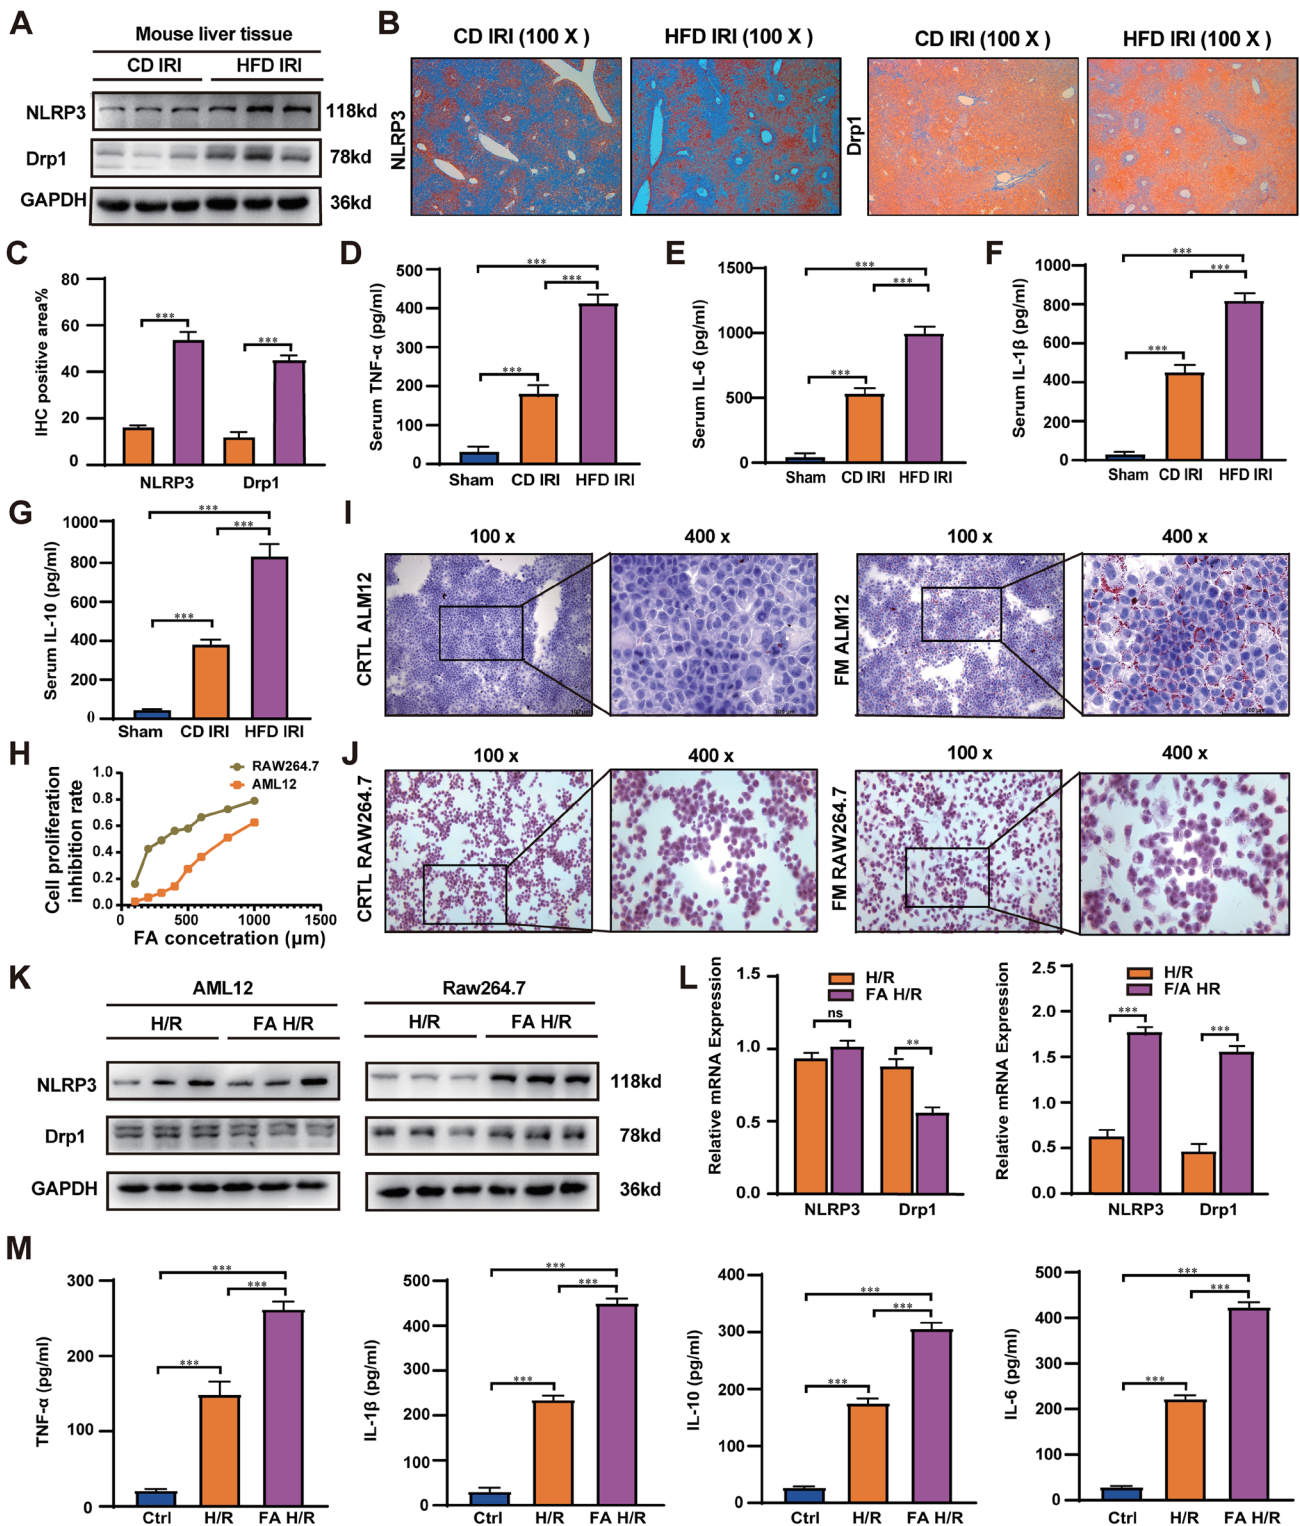 A
Mouse liver tissue
CD IRI HFD IRI
NLRP3 118kd
Drp1 78kd
GAPDH 36kd
B
CD IRI (100 X ) HFD IRI (100 X ) CD IRI (100 X ) HFD IRI (100 X )
NLRP3
Drp1
C
IHC positive area%
80
60
40
20
0
***
***
NLRP3 Drp1
D
Serum TNF-α (pg/ml)
500
400
300
200
100
0
***
***
***
Sham CD IRI HFD IRI
E
Serum IL-6 (pg/ml)
1500
1000
500
0
***
***
***
Sham CD IRI HFD IRI
F
Serum IL-1β (pg/ml)
1000
800
600
400
200
0
***
***
***
Sham CD IRI HFD IRI
G
Serum IL-10 (pg/ml)
1000
800
600
400
200
0
***
***
***
Sham CD IRI HFD IRI
I
100 x 400 x 100 x 400 x
CRTL ALM12
FM ALM12
H
Cell proliferation
inhibition rate
1.0
0.8
0.6
0.4
0.2
0.0
RAW264.7
AML12
0 500 1000 1500
FA concetration (μm)
J
100 x 400 x 100 x 400 x
CRTL RAW264.7
FM RAW264.7
K
AML12 Raw264.7
H/R FA H/R H/R FA H/R
NLRP3 118kd
Drp1 78kd
GAPDH 36kd
L
Relative mRNA Expression
1.5
1.0
0.5
0.0
H/R
FA H/R
ns
**
NLRP3 Drp1
Relative mRNA Expression
2.5
2.0
1.5
1.0
0.5
0.0
H/R
F/A HR
***
***
NLRP3 Drp1
M
TNF-α (pg/ml)
300
200
100
0
***
***
***
Ctrl H/R FA H/R
IL-1β (pg/ml)
500
400
300
200
100
0
***
***
***
Ctrl H/R FA H/R
IL-10 (pg/ml)
400
300
200
100
0
***
***
***
Ctrl H/R FA H/R
IL-6 (pg/ml)
500
400
300
200
100
0
***
***
***
Ctrl H/R FA H/R